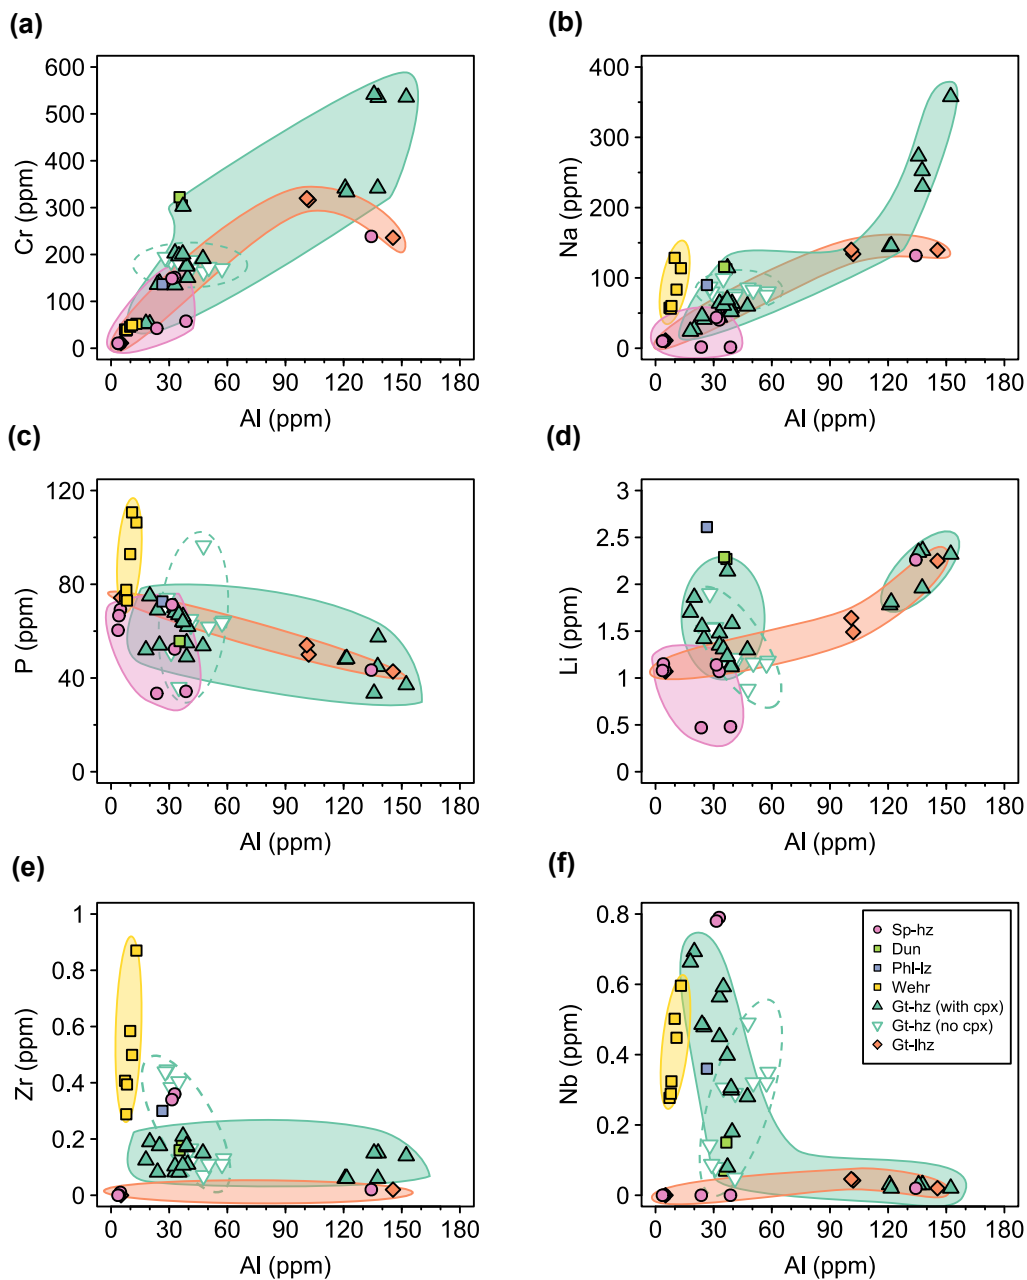 (a)
600
500
400
300
200
100
0
Cr (ppm)
0 30 60 90 120 150 180
Al (ppm)
(b)
400
300
200
100
0
Na (ppm)
0 30 60 90 120 150 180
Al (ppm)
(c)
120
80
40
0
P (ppm)
0 30 60 90 120 150 180
Al (ppm)
(d)
3
2.5
2
1.5
1
0.5
0
Li (ppm)
0 30 60 90 120 150 180
Al (ppm)
(e)
1
0.8
0.6
0.4
0.2
0
Zr (ppm)
0 30 60 90 120 150 180
Al (ppm)
(f)
0.8
0.6
0.4
0.2
0
Nb (ppm)
Sp-hz
Dun
Phl-lz
Wehr
Gt-hz (with cpx)
Gt-hz (no cpx)
Gt-lhz
0 30 60 90 120 150 180
Al (ppm)